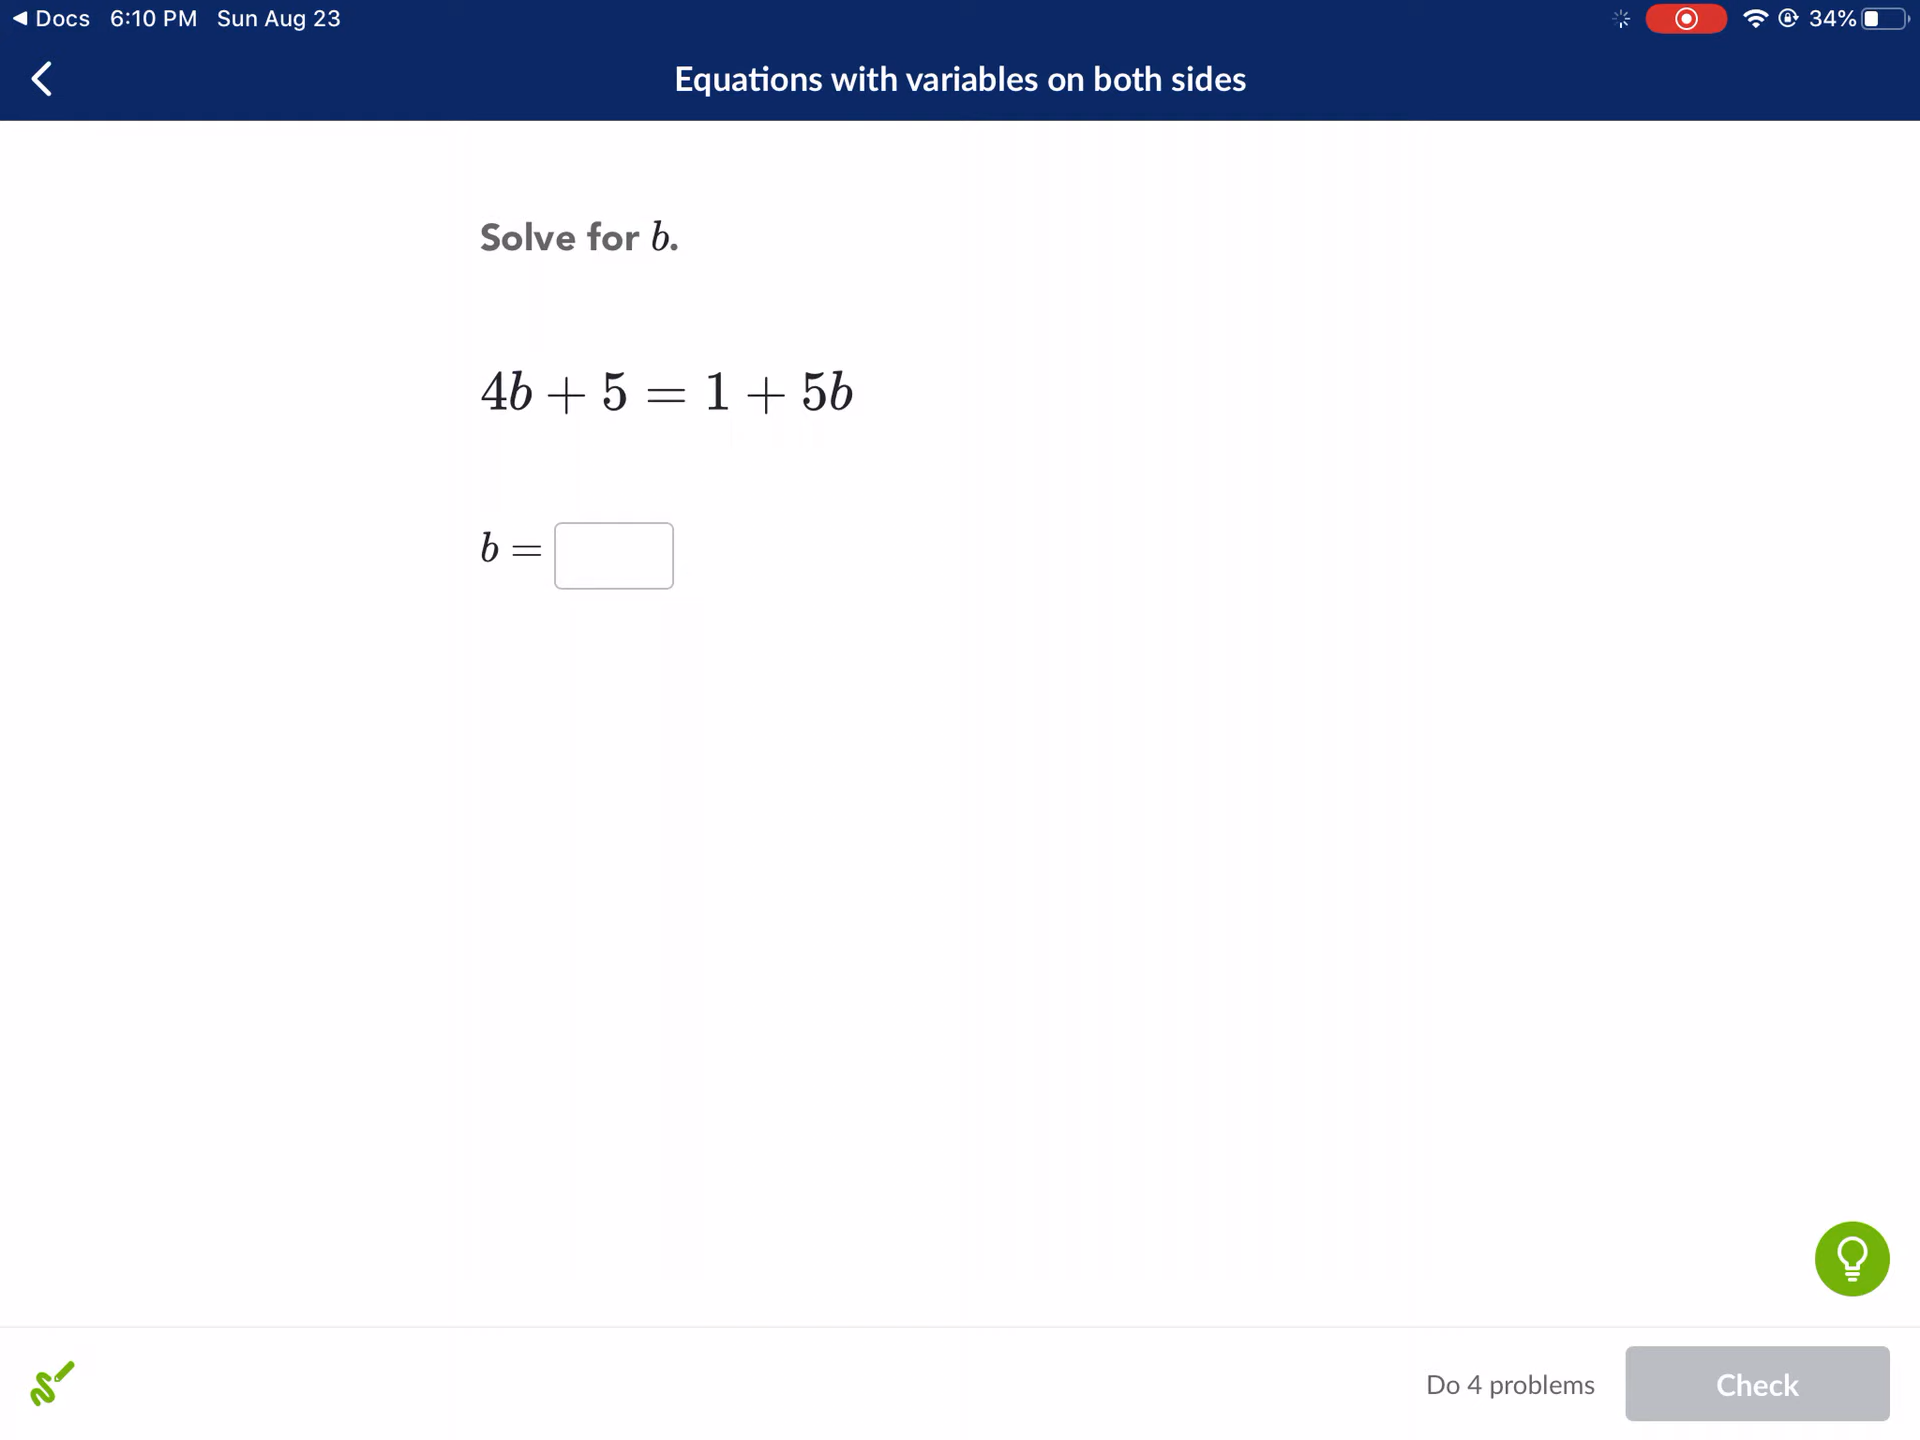 Docs 6:10 PM Sun Aug 23 34%
Equations with variables on both sides
Solve for b.
4b + 5 = 1 + 5b
b =
Do 4 problems Check